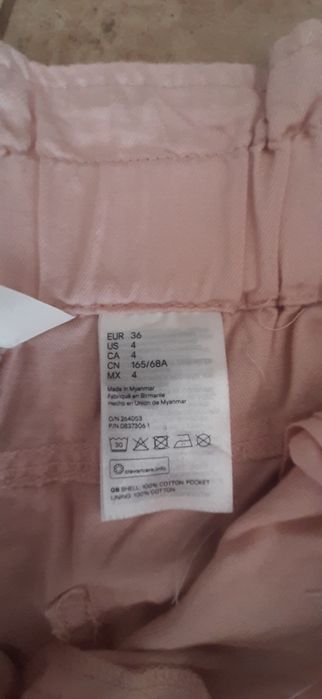 EUR 36
US 4
CA 4
CN 165/68A
MX 4
Made in Myanmar
Fabriqué en Birmanie
Hecho en Unión de Myanmar
O/N 264053
P/N 0837306 1
30
clevercare.info
GB SHELL: 100% COTTON POCKET
LINING: 100% COTTON